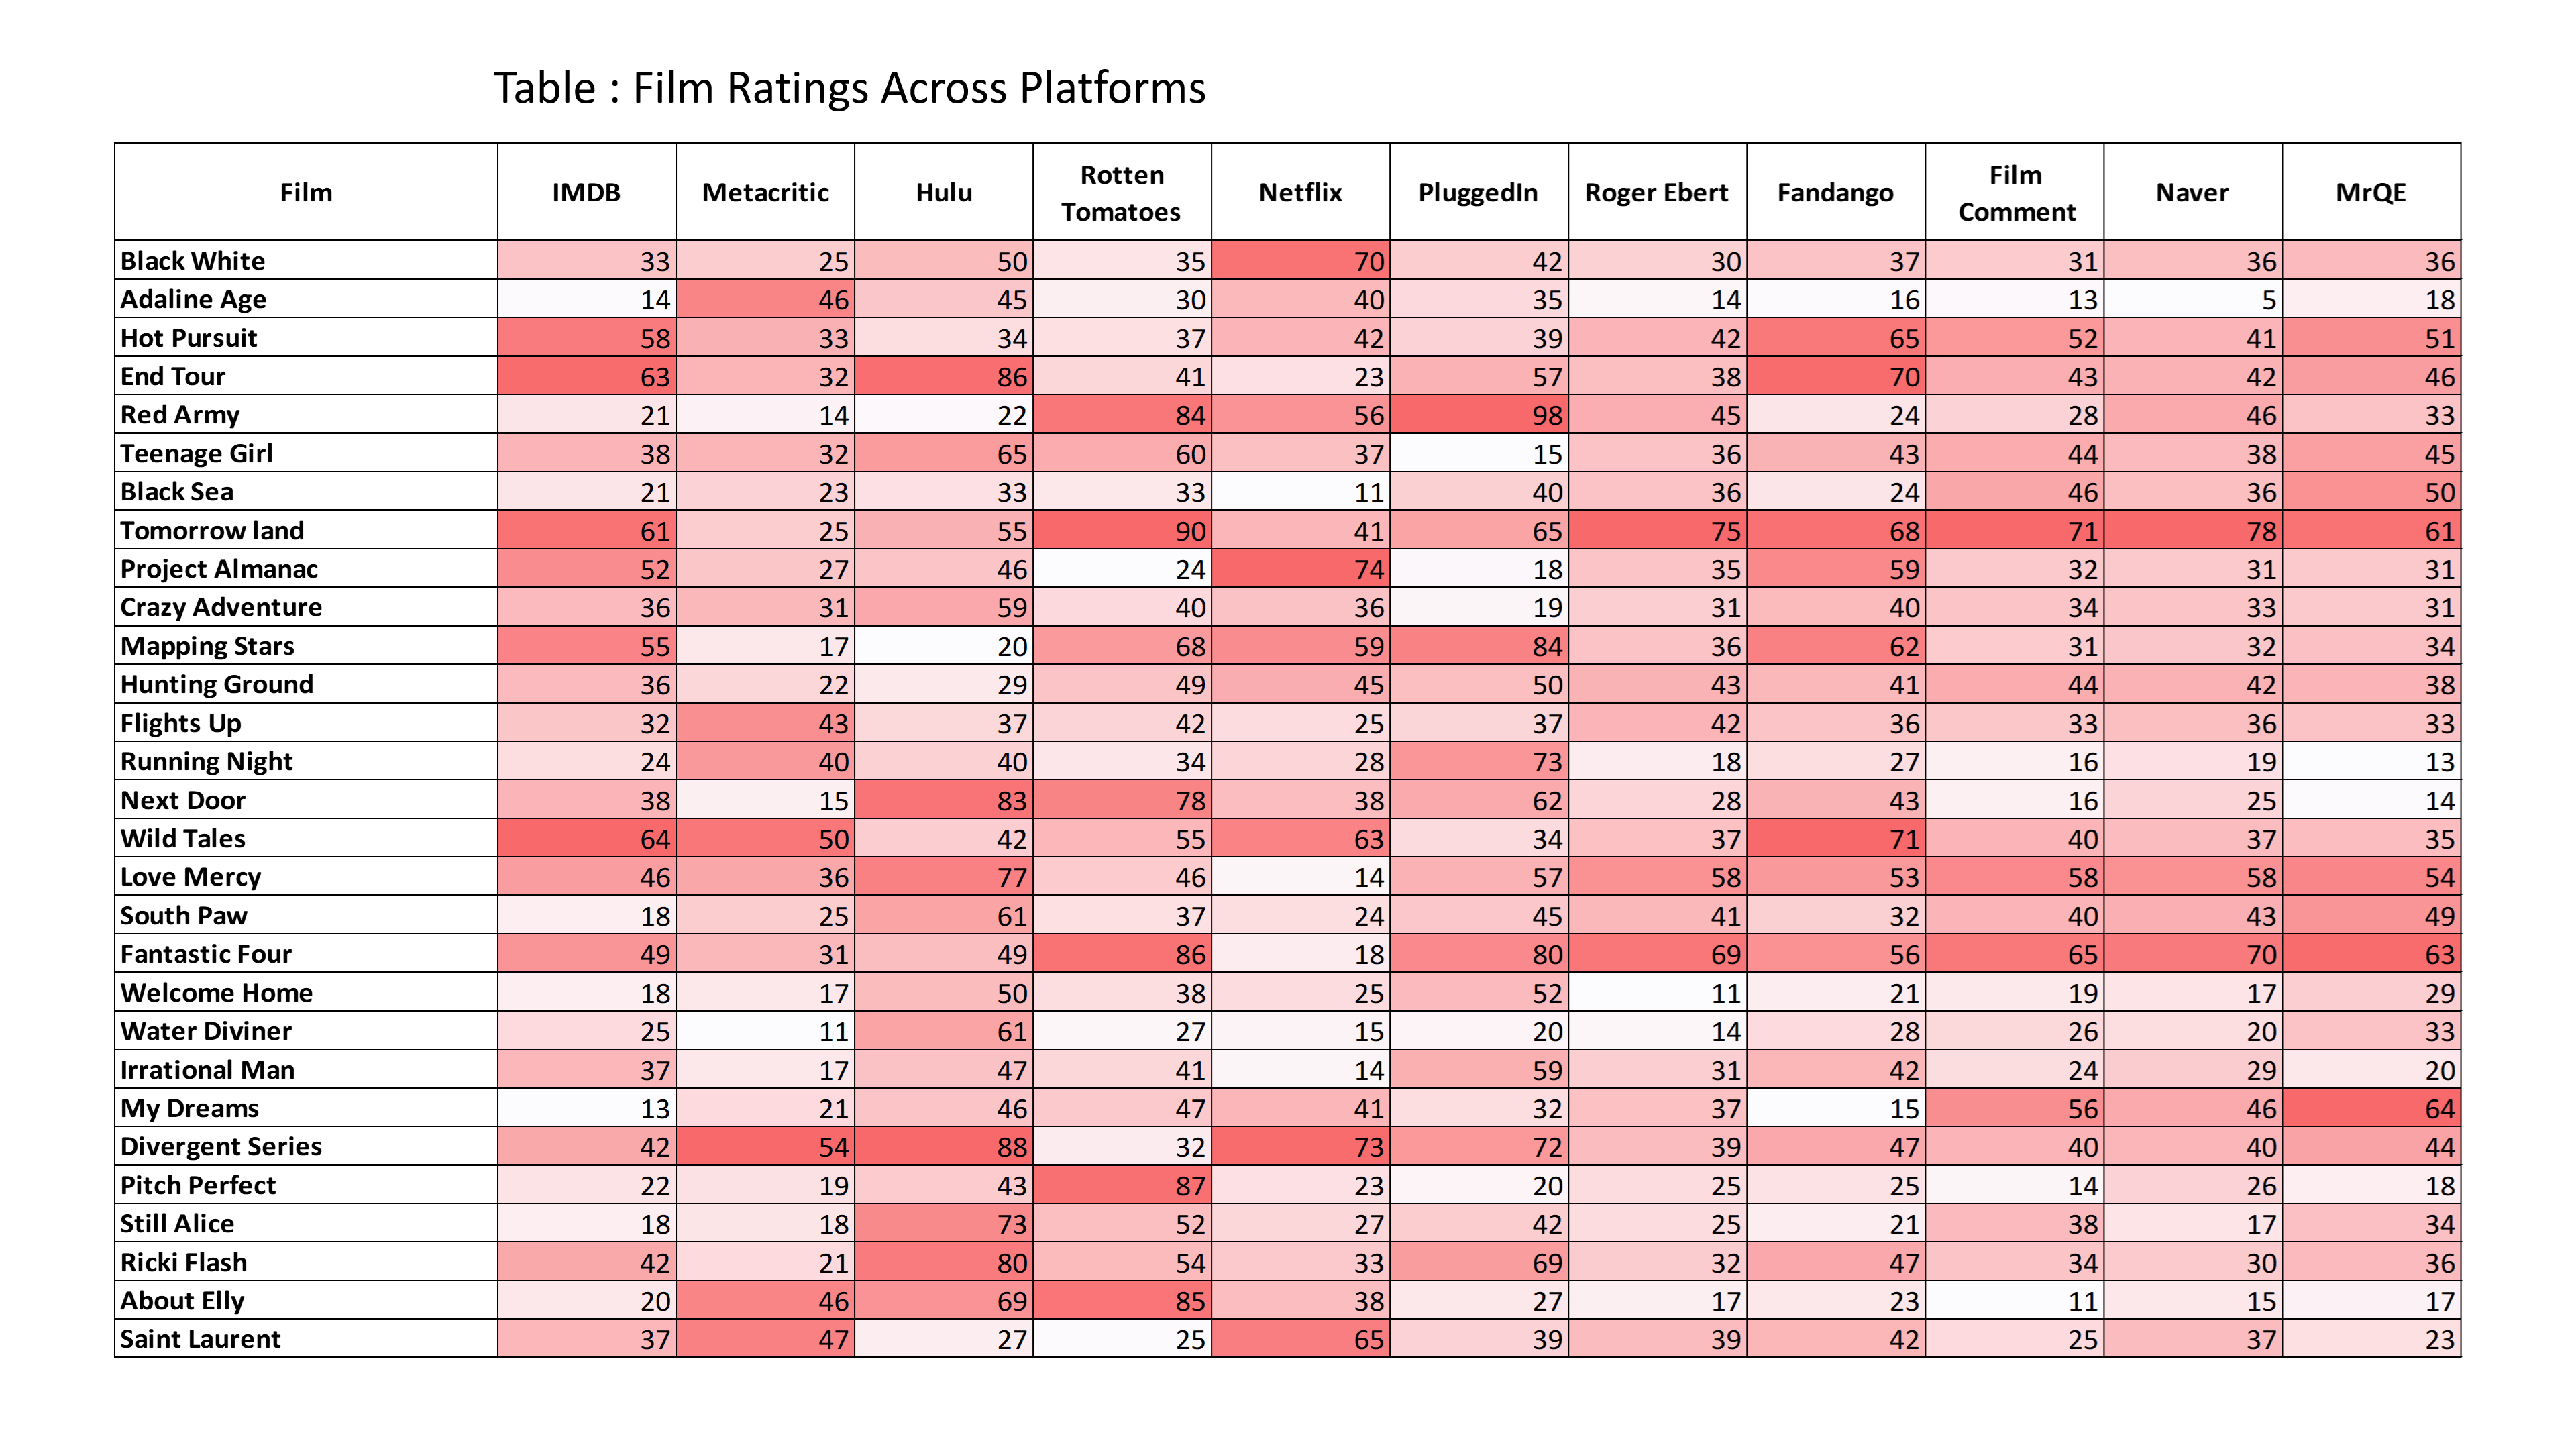 Table : Film Ratings Across Platforms
Film IMDB Metacritic Hulu Rotten Tomatoes Netflix PluggedIn Roger Ebert Fandango Film Comment Naver MrQE
Black White 33 25 50 35 70 42 30 37 31 36 36
Adaline Age 14 46 45 30 40 35 14 16 13 5 18
Hot Pursuit 58 33 34 37 42 39 42 65 52 41 51
End Tour 63 32 86 41 23 57 38 70 43 42 46
Red Army 21 14 22 84 56 98 45 24 28 46 33
Teenage Girl 38 32 65 60 37 15 36 43 44 38 45
Black Sea 21 23 33 33 11 40 36 24 46 36 50
Tomorrow land 61 25 55 90 41 65 75 68 71 78 61
Project Almanac 52 27 46 24 74 18 35 59 32 31 31
Crazy Adventure 36 31 59 40 36 19 31 40 34 33 31
Mapping Stars 55 17 20 68 59 84 36 62 31 32 34
Hunting Ground 36 22 29 49 45 50 43 41 44 42 38
Flights Up 32 43 37 42 25 37 42 36 33 36 33
Running Night 24 40 40 34 28 73 18 27 16 19 13
Next Door 38 15 83 78 38 62 28 43 16 25 14
Wild Tales 64 50 42 55 63 34 37 71 40 37 35
Love Mercy 46 36 77 46 14 57 58 53 58 58 54
South Paw 18 25 61 37 24 45 41 32 40 43 49
Fantastic Four 49 31 49 86 18 80 69 56 65 70 63
Welcome Home 18 17 50 38 25 52 11 21 19 17 29
Water Diviner 25 11 61 27 15 20 14 28 26 20 33
Irrational Man 37 17 47 41 14 59 31 42 24 29 20
My Dreams 13 21 46 47 41 32 37 15 56 46 64
Divergent Series 42 54 88 32 73 72 39 47 40 40 44
Pitch Perfect 22 19 43 87 23 20 25 25 14 26 18
Still Alice 18 18 73 52 27 42 25 21 38 17 34
Ricki Flash 42 21 80 54 33 69 32 47 34 30 36
About Elly 20 46 69 85 38 27 17 23 11 15 17
Saint Laurent 37 47 27 25 65 39 39 42 25 37 23